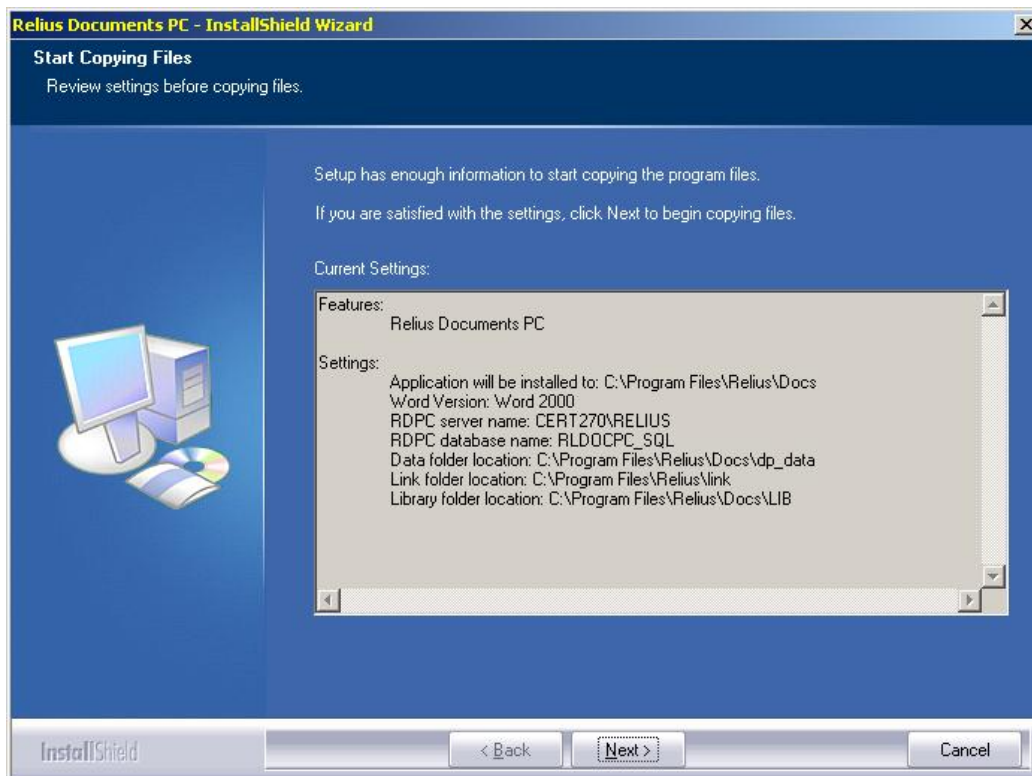 Relius Documents PC - InstallShield Wizard
Start Copying Files
Review settings before copying files.
Setup has enough information to start copying the program files.
If you are satisfied with the settings, click Next to begin copying files.
Current Settings:
Features:
Relius Documents PC
Settings:
Application will be installed to: C:\Program Files\Relius\Docs
Word Version: Word 2000
RDPC server name: CERT270\RELIUS
RDPC database name: RLDOCPC_SQL
Data folder location: C:\Program Files\Relius\Docs\dp_data
Link folder location: C:\Program Files\Relius\link
Library folder location: C:\Program Files\Relius\Docs\LIB
InstallShield
< Back
Next >
Cancel